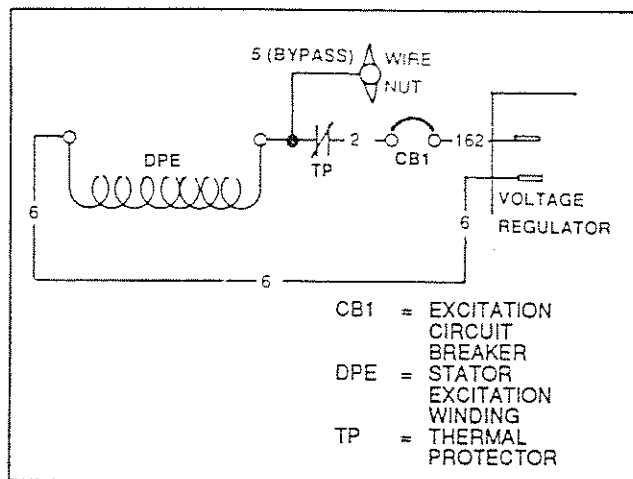 5 (BYPASS) WIRE
NUT
DPE
TP
2
CB1
162
6
6
6
VOLTAGE
REGULATOR
CB1 = EXCITATION
CIRCUIT
BREAKER
DPE = STATOR
EXCITATION
WINDING
TP = THERMAL
PROTECTOR